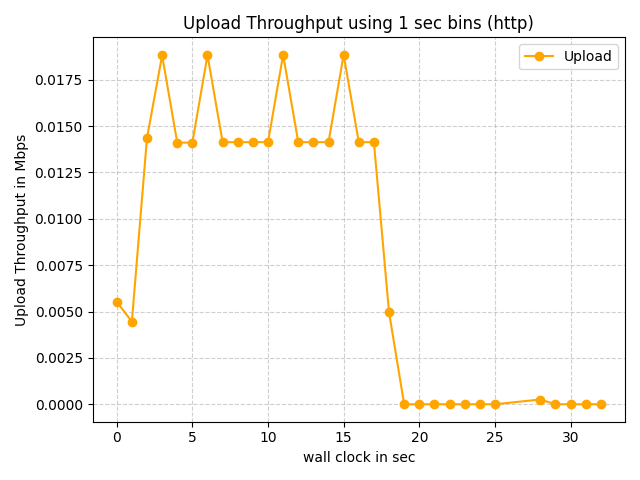 Upload Throughput using 1 sec bins (http)
Upload
Upload Throughput in Mbps
0.0175
0.0150
0.0125
0.0100
0.0075
0.0050
0.0025
0.0000
0 5 10 15 20 25 30
wall clock in sec